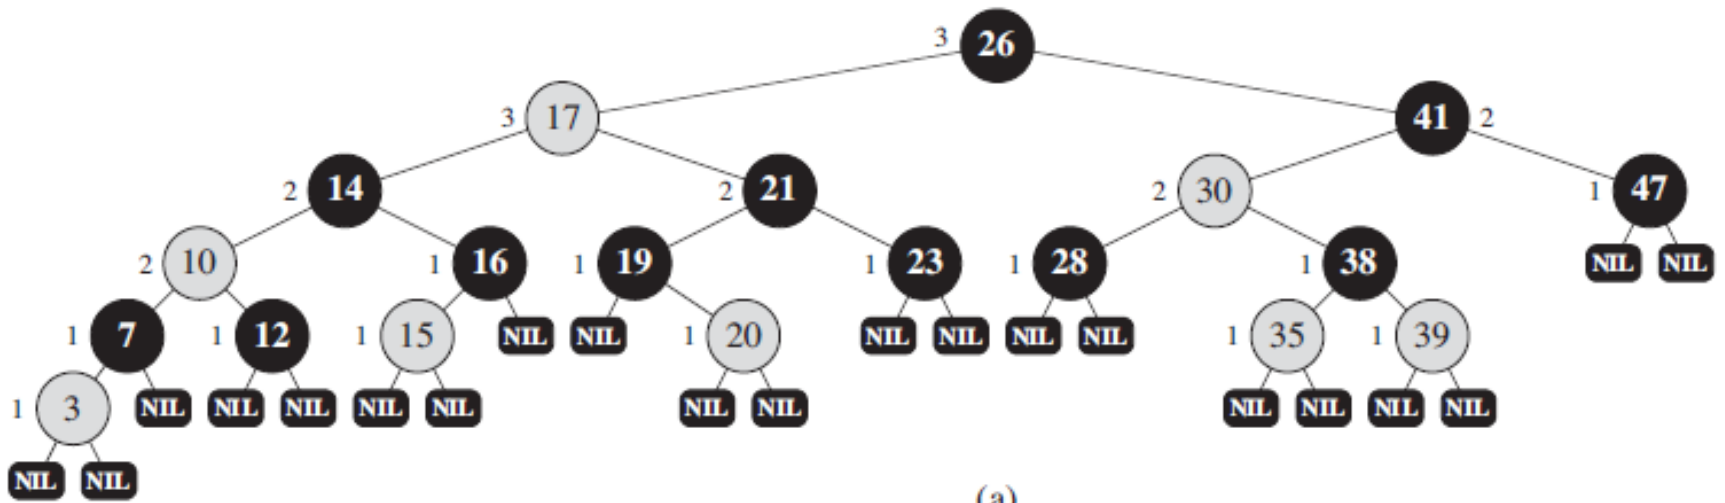 3 26
3 17 41 2
2 14 2 21 2 30 1 47
2 10 1 16 1 19 1 23 1 28 1 38 NIL NIL
1 7 1 12 1 15 NIL NIL 1 20 NIL NIL NIL NIL 1 35 1 39
1 3 NIL NIL NIL NIL NIL NIL NIL NIL NIL NIL NIL
NIL NIL
(a)